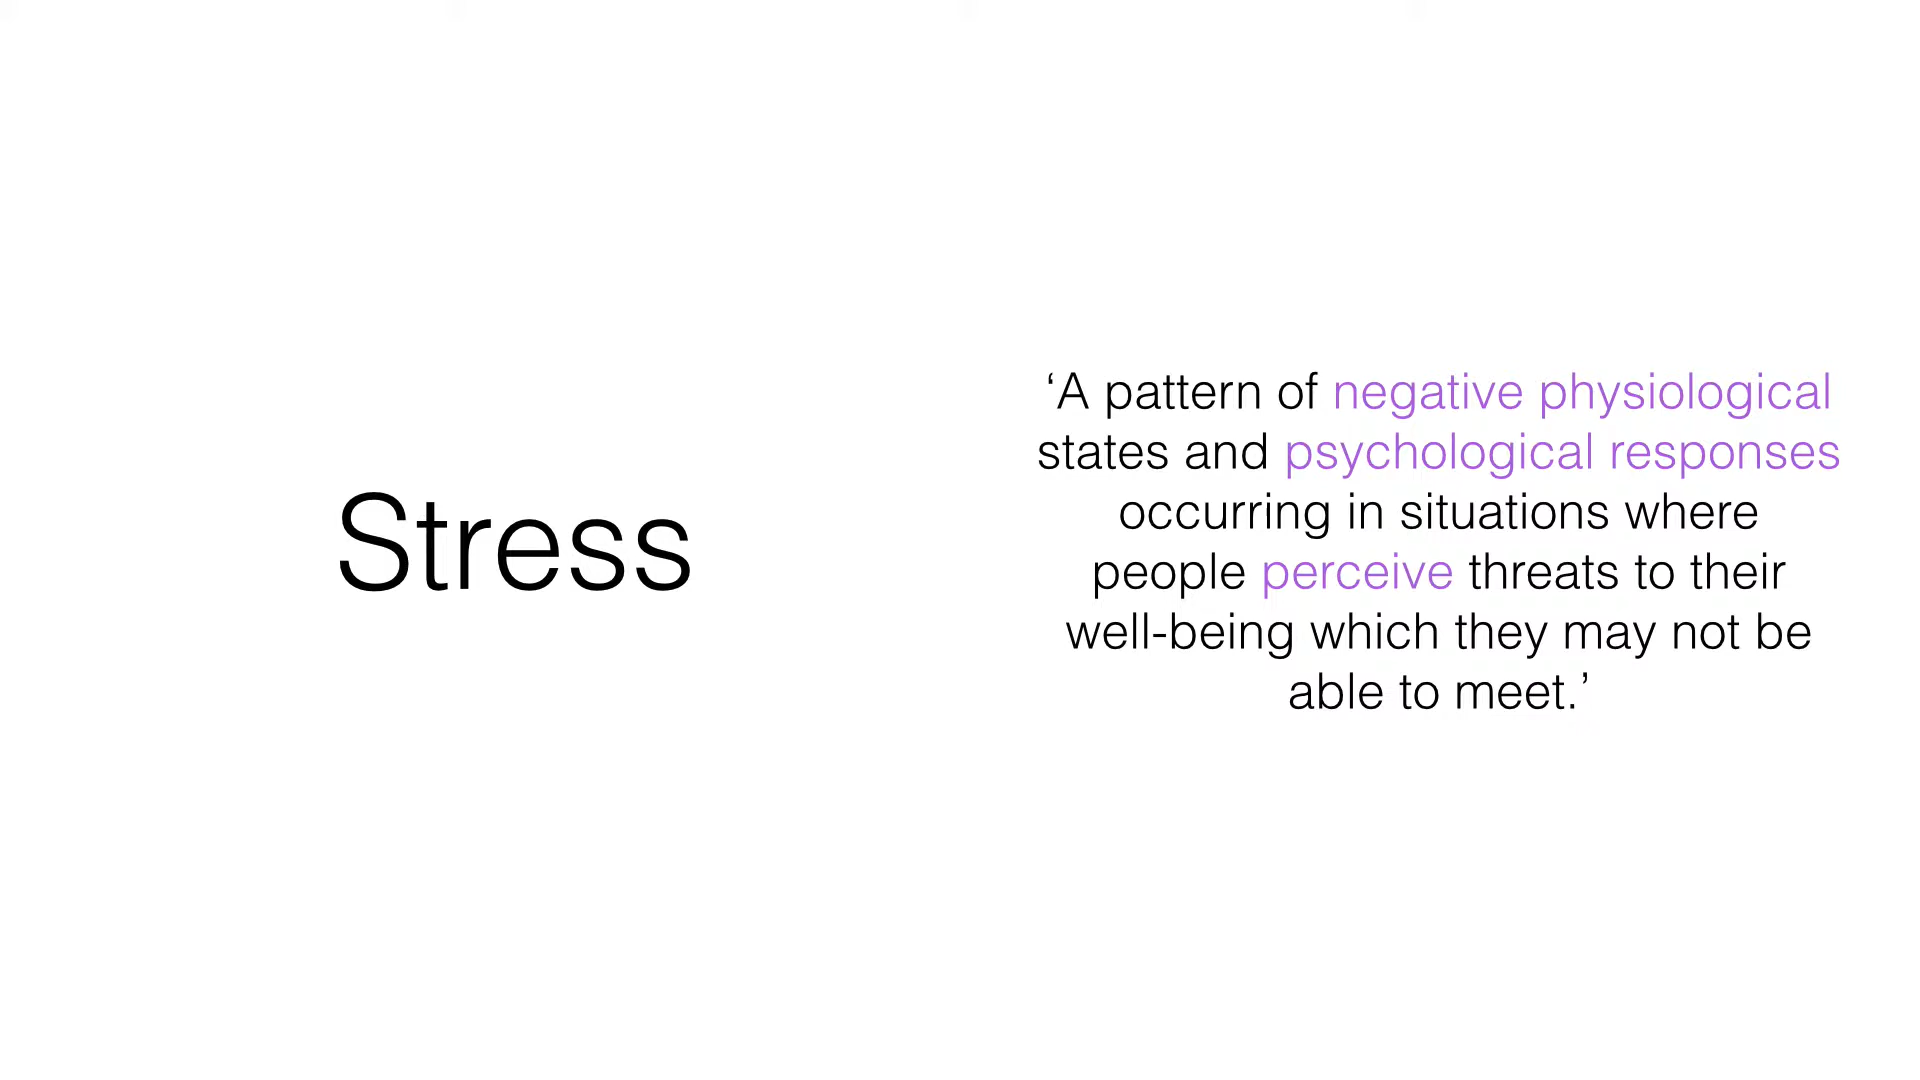 Stress
‘A pattern of negative physiological
states and psychological responses
occurring in situations where
people perceive threats to their
well-being which they may not be
able to meet.’